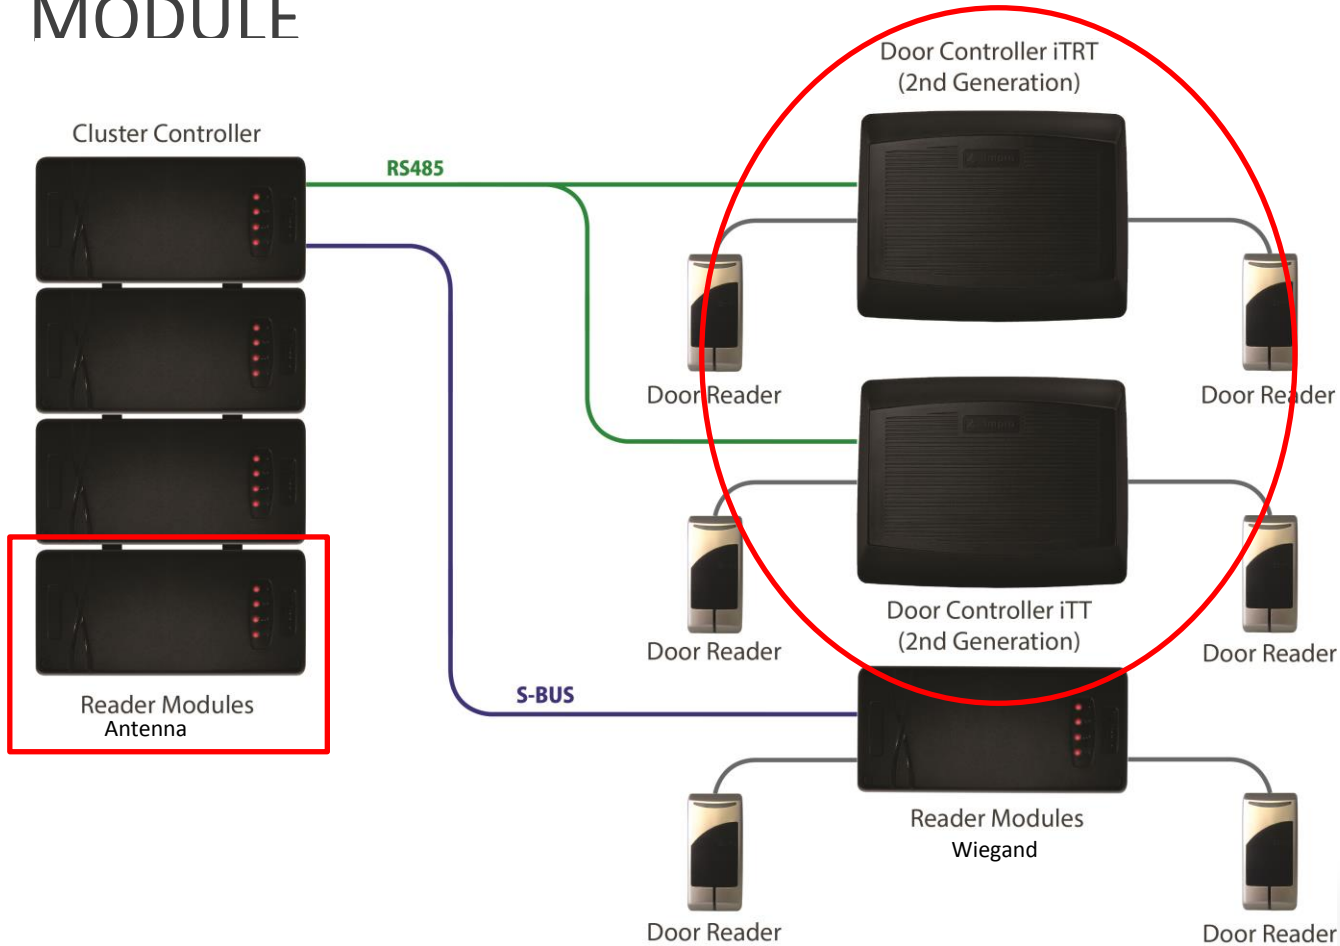 MODULE
Door Controller iTRT
(2nd Generation)
Cluster Controller
RS485
Door Reader
Door Reader
Door Controller iTT
(2nd Generation)
Door Reader
Door Reader
S-BUS
Reader Modules
Antenna
Reader Modules
Wiegand
Door Reader
Door Reader